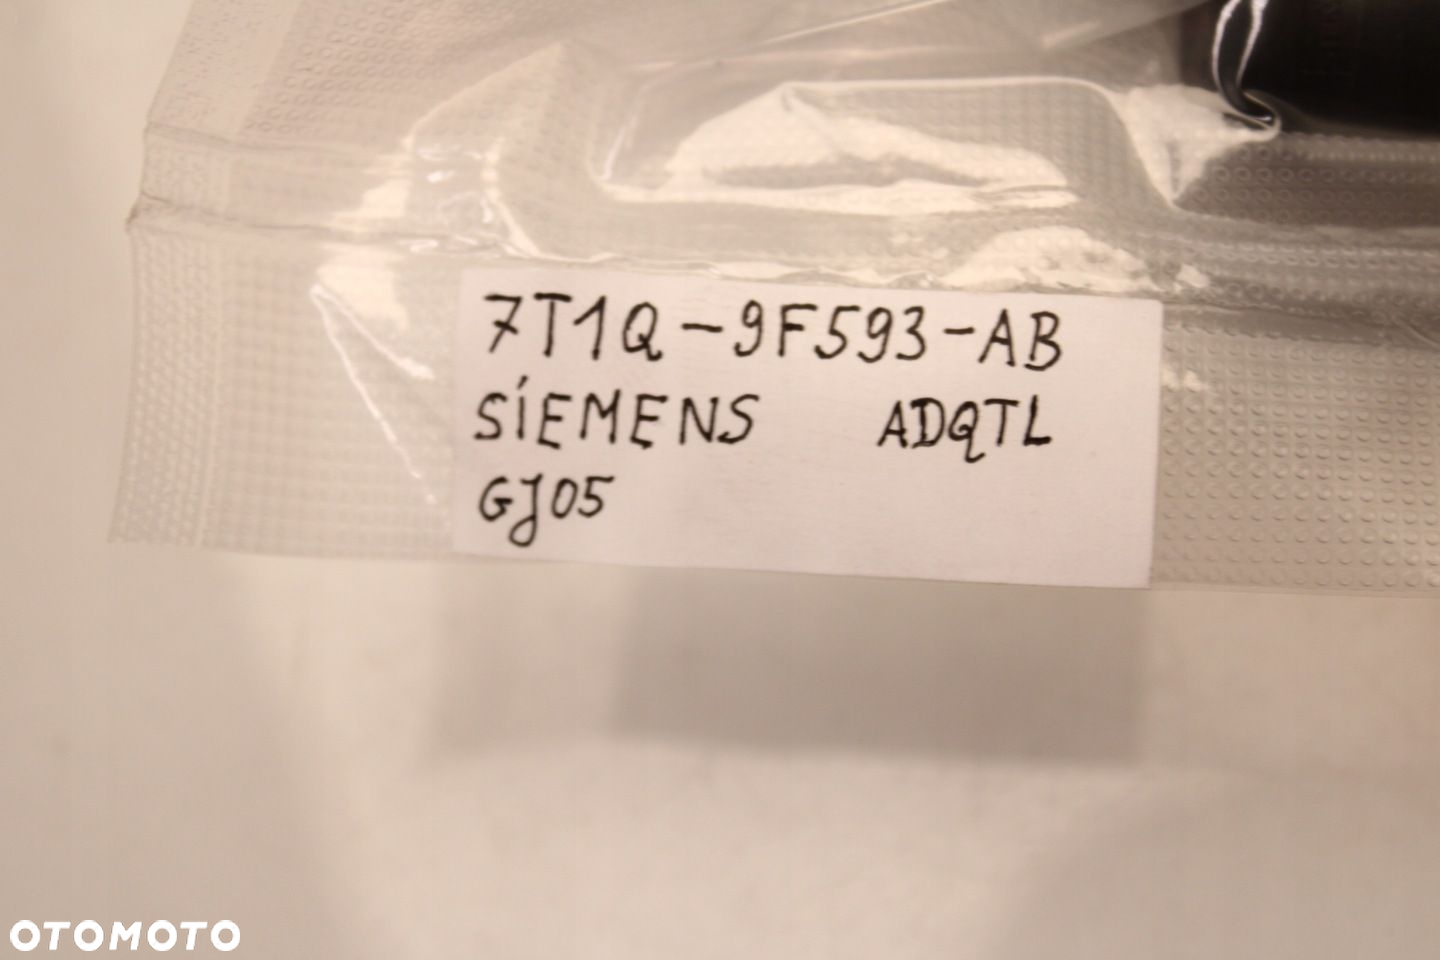 7T1Q-9F593-AB
SiEMENS ADQTL
GJ05
OTOMOTO